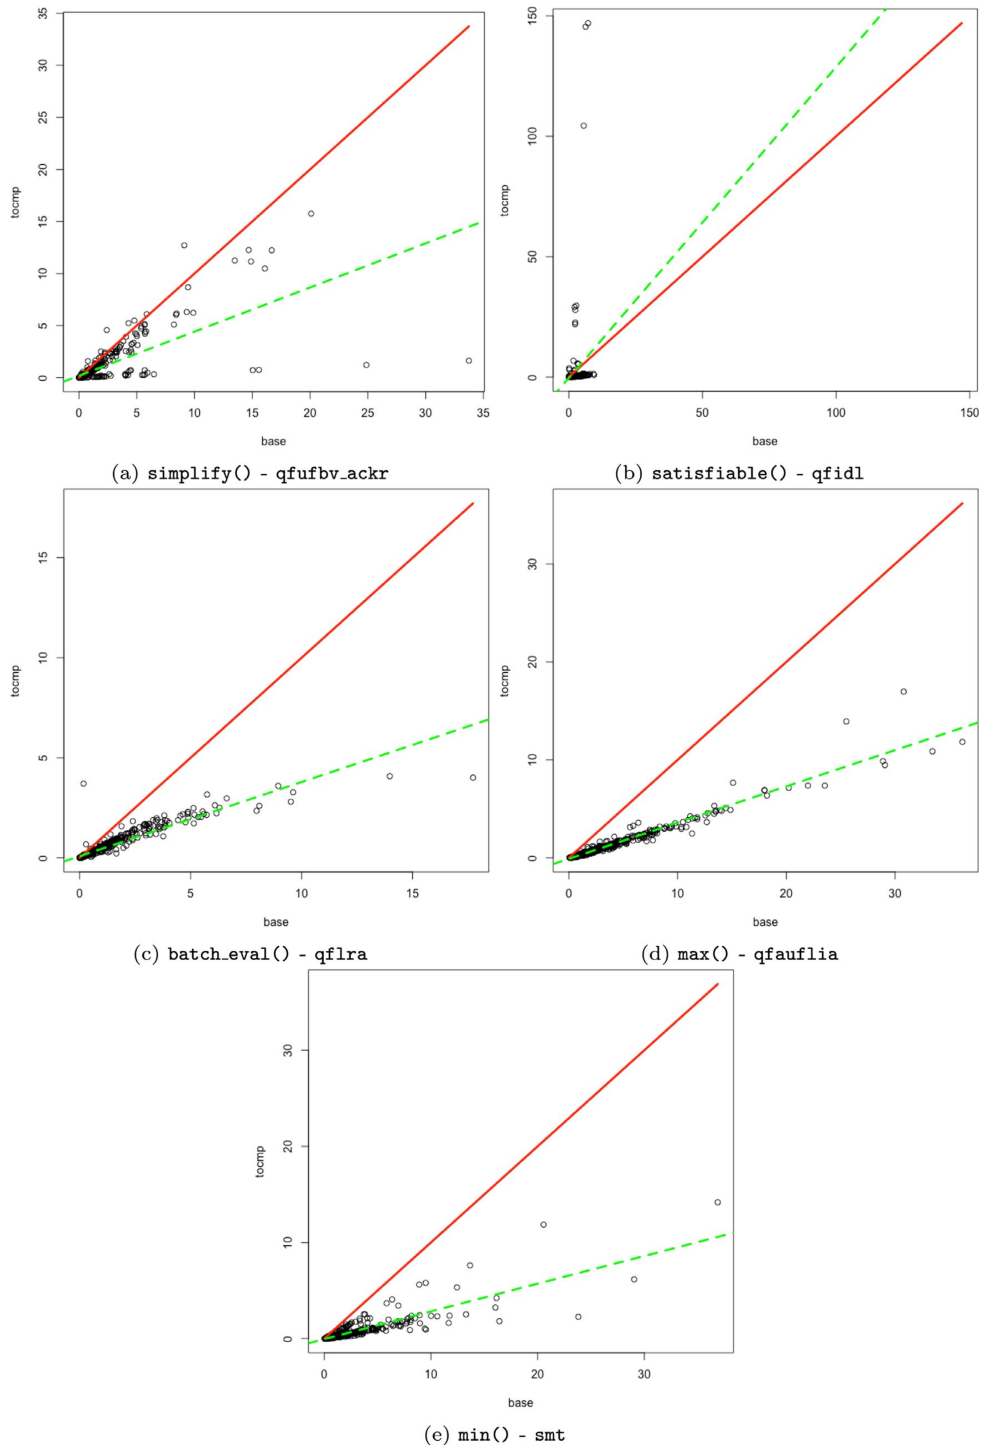 35
30
25
20
15
10
5
0
tocmp
0 5 10 15 20 25 30 35
base
(a) simplify() - qfufbv_ackr
150
100
50
0
tocmp
0 50 100 150
base
(b) satisfiable() - qfidl
15
10
5
0
tocmp
0 5 10 15
base
(c) batch_eval() - qflra
30
20
10
0
tocmp
0 10 20 30
base
(d) max() - qfauflia
30
20
10
0
tocmp
0 10 20 30
base
(e) min() - smt